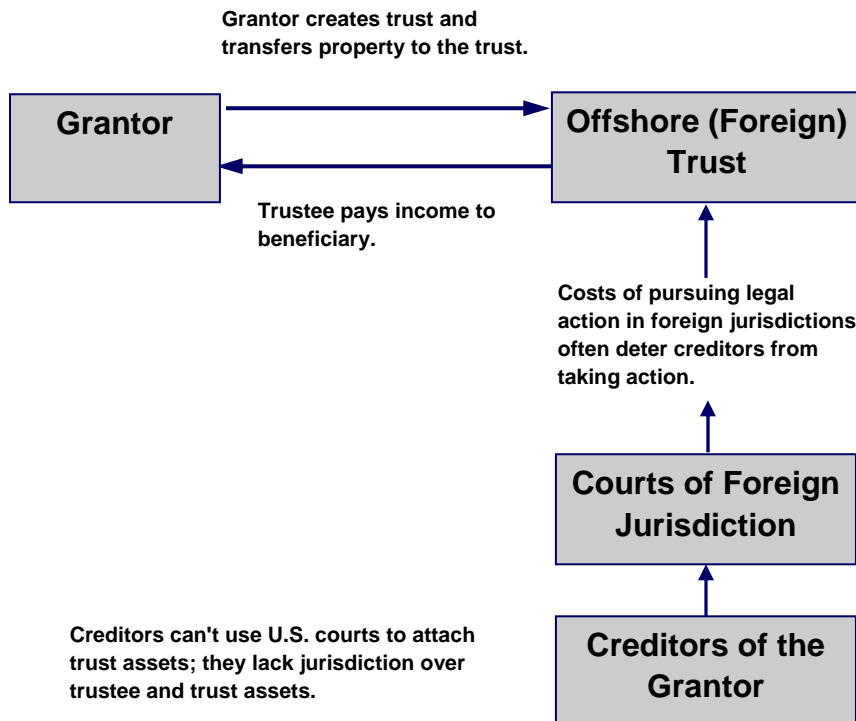 Grantor creates trust and
transfers property to the trust.
Grantor
Offshore (Foreign)
Trust
Trustee pays income to
beneficiary.
Costs of pursuing legal
action in foreign jurisdictions
often deter creditors from
taking action.
Courts of Foreign
Jurisdiction
Creditors can't use U.S. courts to attach
trust assets; they lack jurisdiction over
trustee and trust assets.
Creditors of the
Grantor